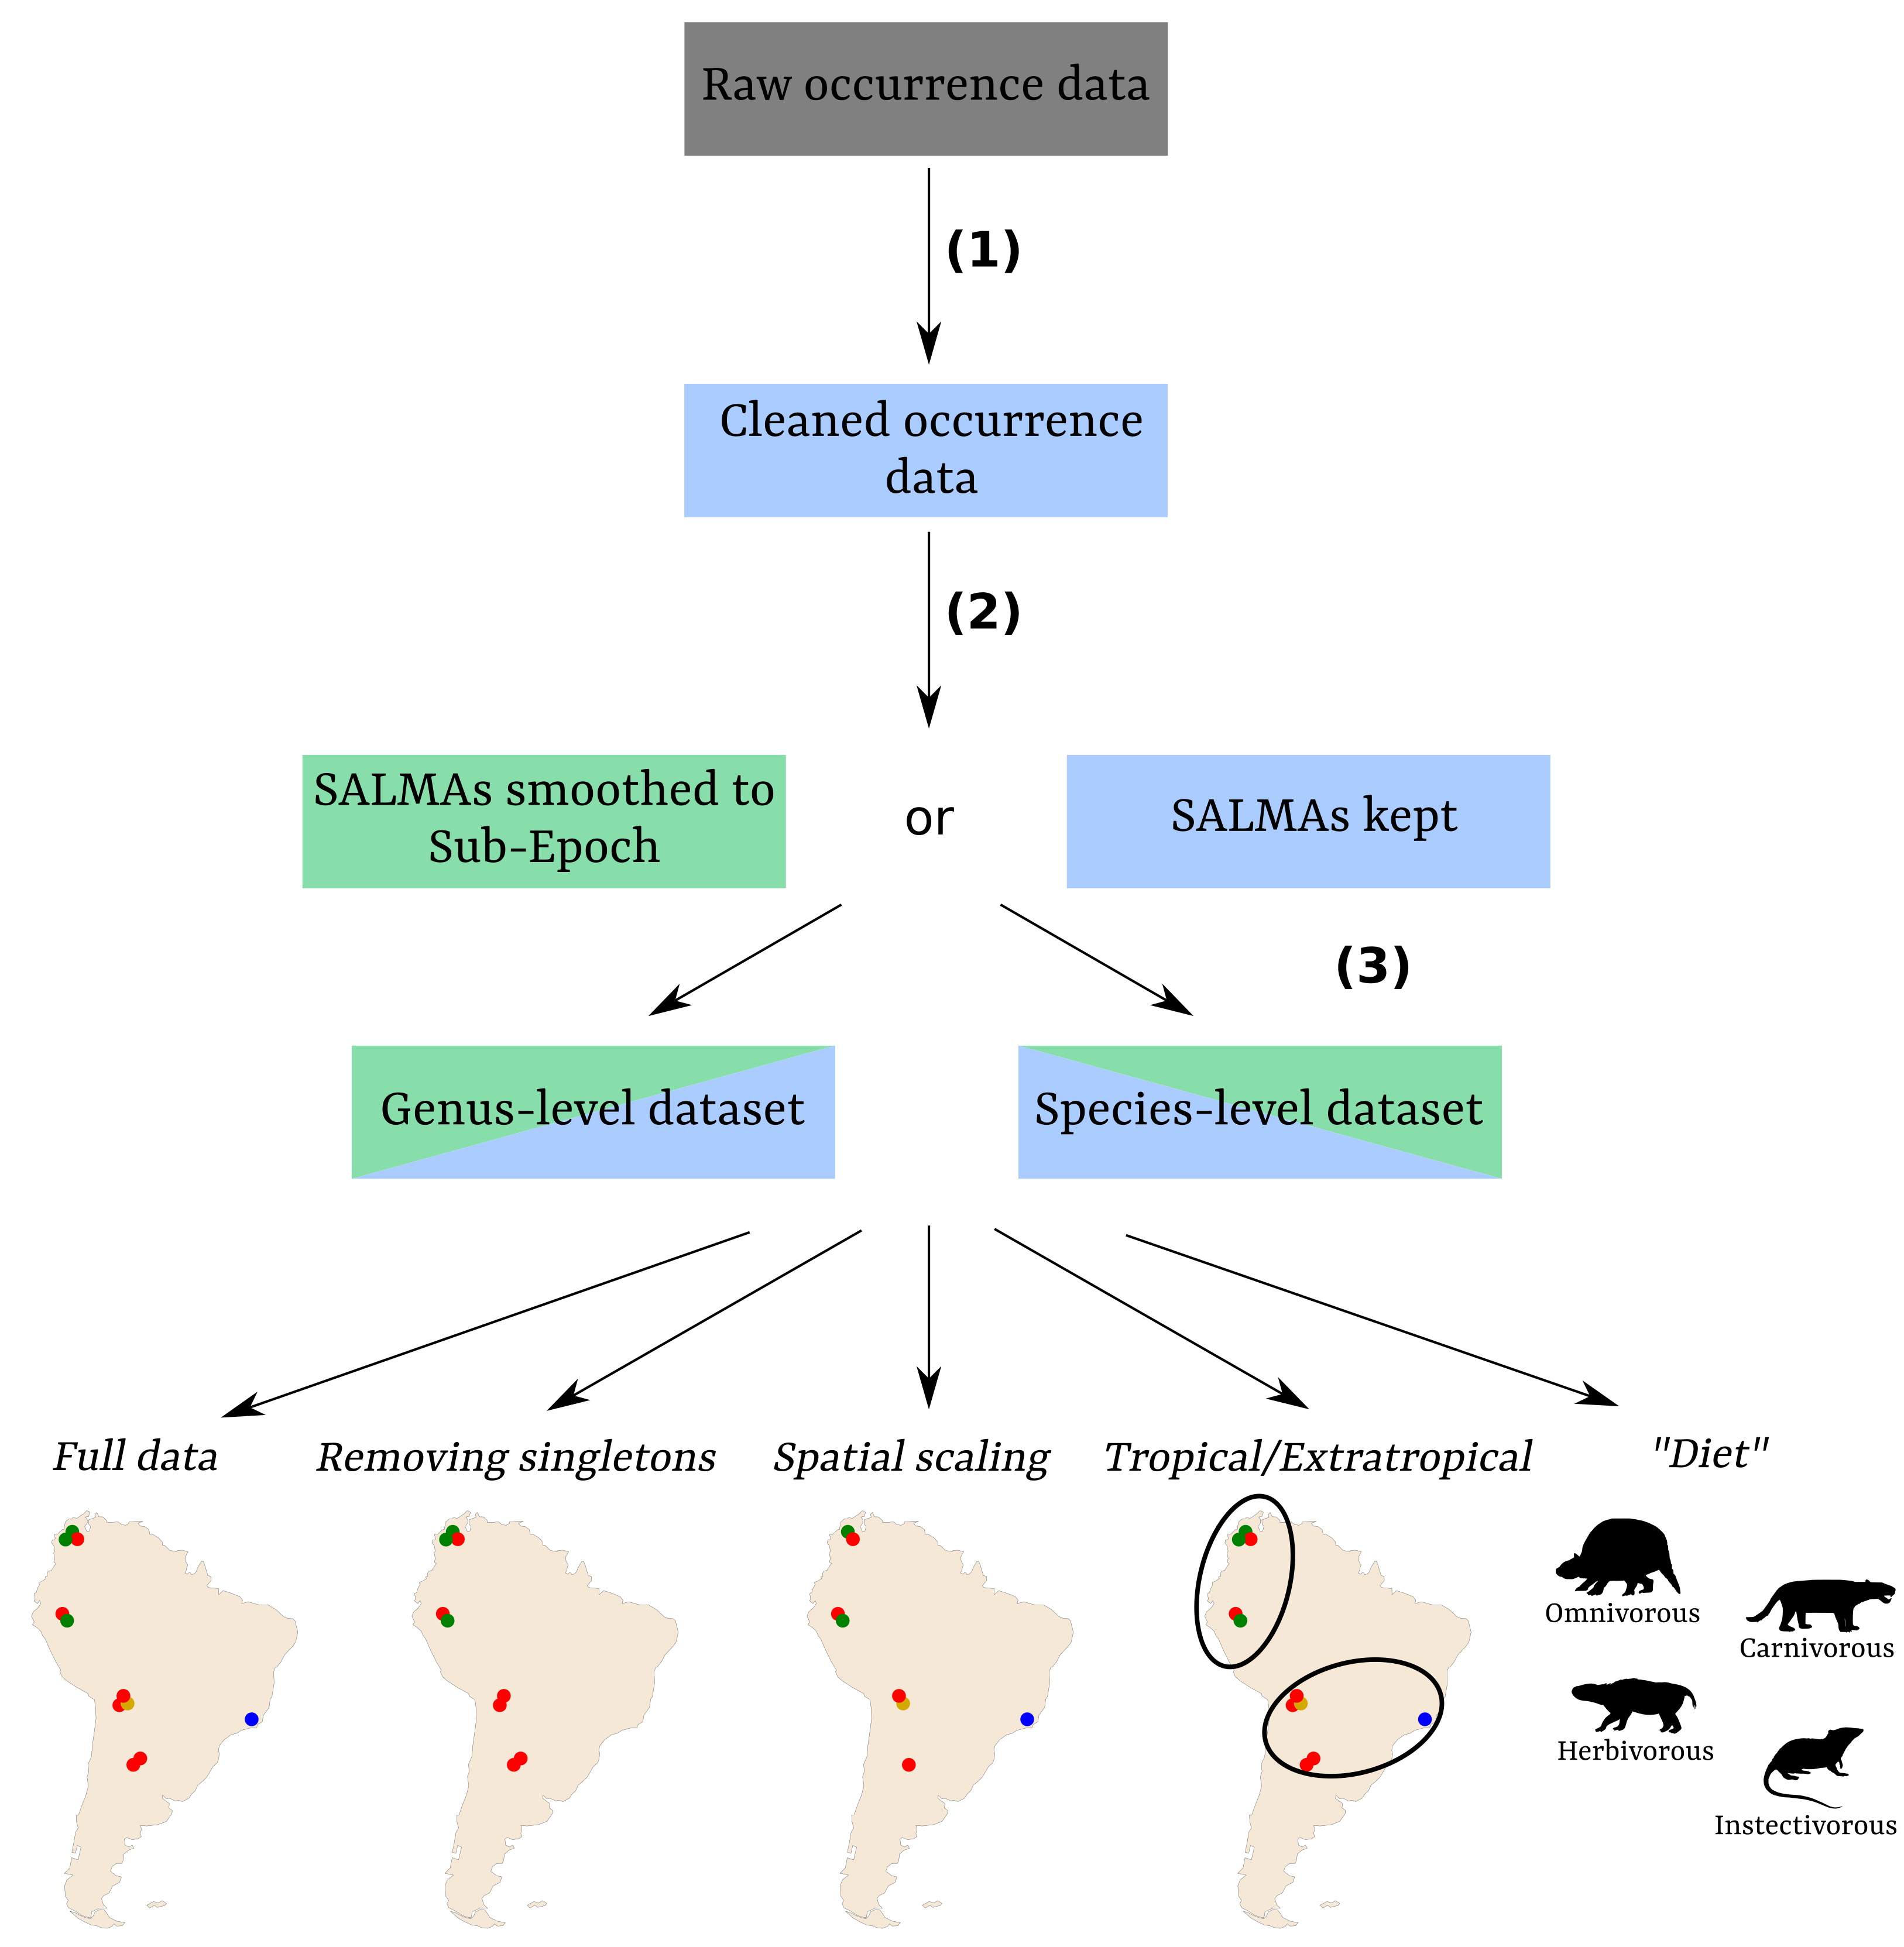 Raw occurrence data
(1)
Cleaned occurrence
data
(2)
SALMAs smoothed to
Sub-Epoch
or
SALMAs kept
(3)
Genus-level dataset
Species-level dataset
Full data
Removing singletons
Spatial scaling
Tropical/Extratropical
"Diet"
Omnivorous
Carnivorous
Herbivorous
Instectivorous